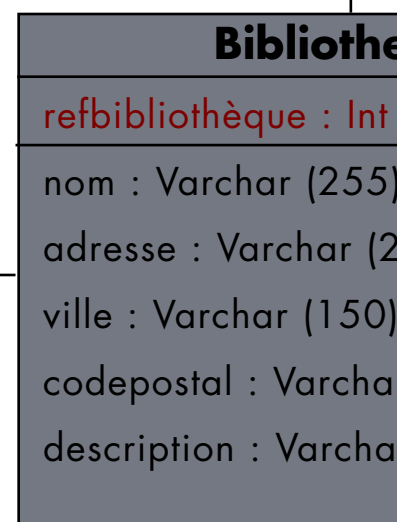 Bibliothe
refbibliothèque : Int
nom : Varchar (255)
adresse : Varchar (2
ville : Varchar (150)
codepostal : Varcha
description : Varcha